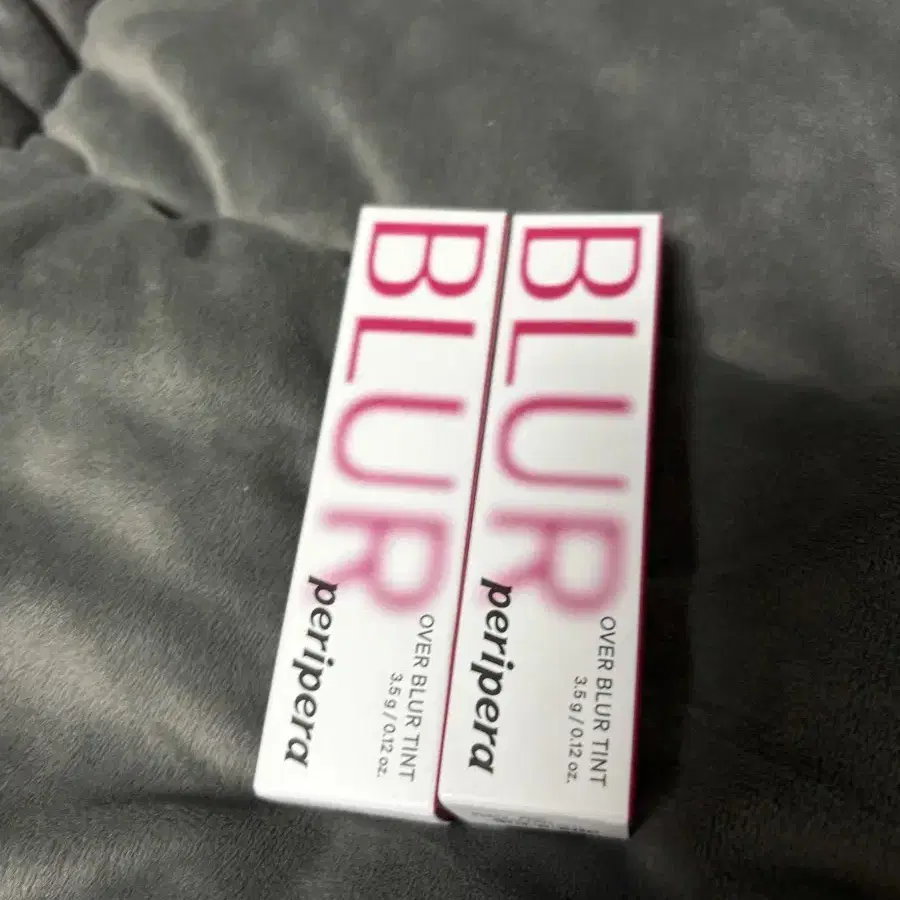 BLUR
peripera
OVER BLUR TINT
3.5 g / 0.12 oz.
BLUR
peripera
OVER BLUR TINT
3.5 g / 0.12 oz.